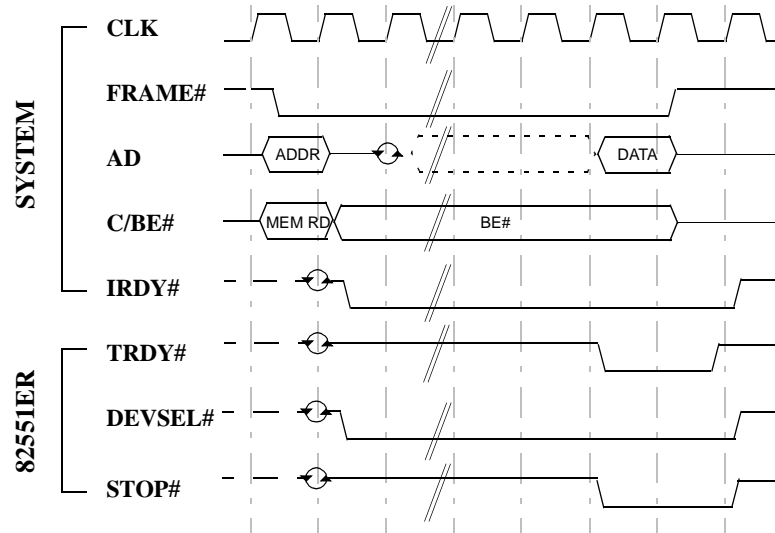 SYSTEM
CLK
FRAME#
AD
ADDR
DATA
C/BE#
MEM RD
BE#
IRDY#
82551ER
TRDY#
DEVSEL#
STOP#